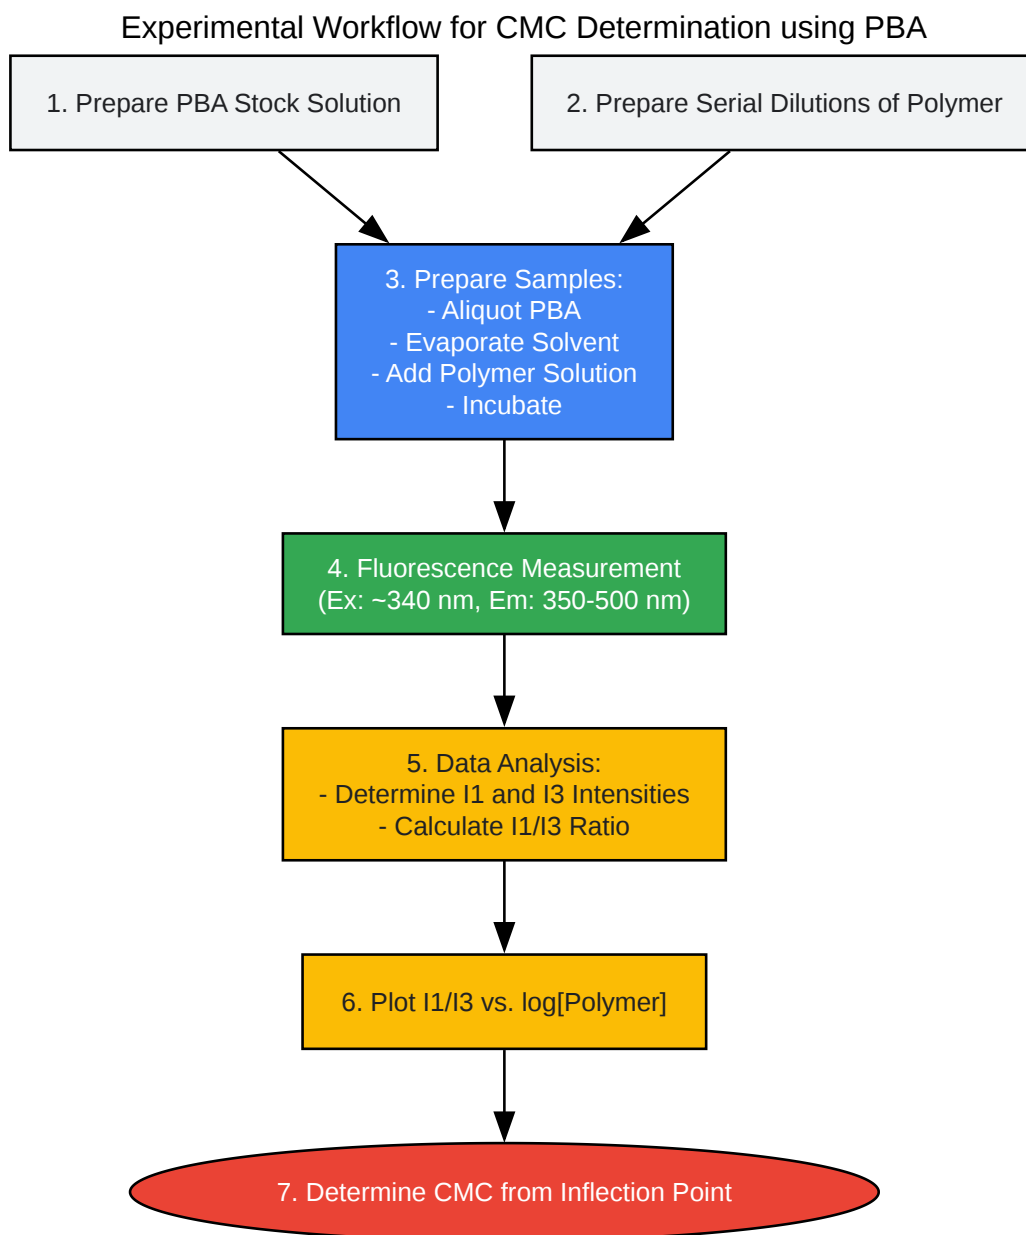 Experimental Workflow for CMC Determination using PBA
1. Prepare PBA Stock Solution
2. Prepare Serial Dilutions of Polymer
3. Prepare Samples:
- Aliquot PBA
- Evaporate Solvent
- Add Polymer Solution
- Incubate
4. Fluorescence Measurement
(Ex: ~340 nm, Em: 350-500 nm)
5. Data Analysis:
- Determine I1 and I3 Intensities
- Calculate I1/I3 Ratio
6. Plot I1/I3 vs. log[Polymer]
7. Determine CMC from Inflection Point